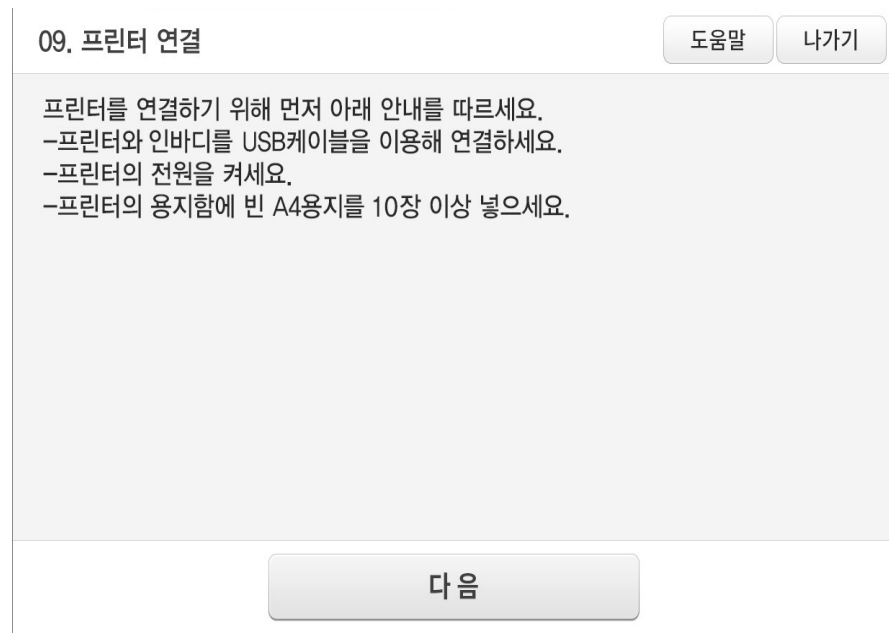 09. 프린터 연결
도움말
나가기
프린터를 연결하기 위해 먼저 아래 안내를 따르세요.
-프린터와 인바디를 USB케이블을 이용해 연결하세요.
-프린터의 전원을 켜세요.
-프린터의 용지함에 빈 A4용지를 10장 이상 넣으세요.
다음